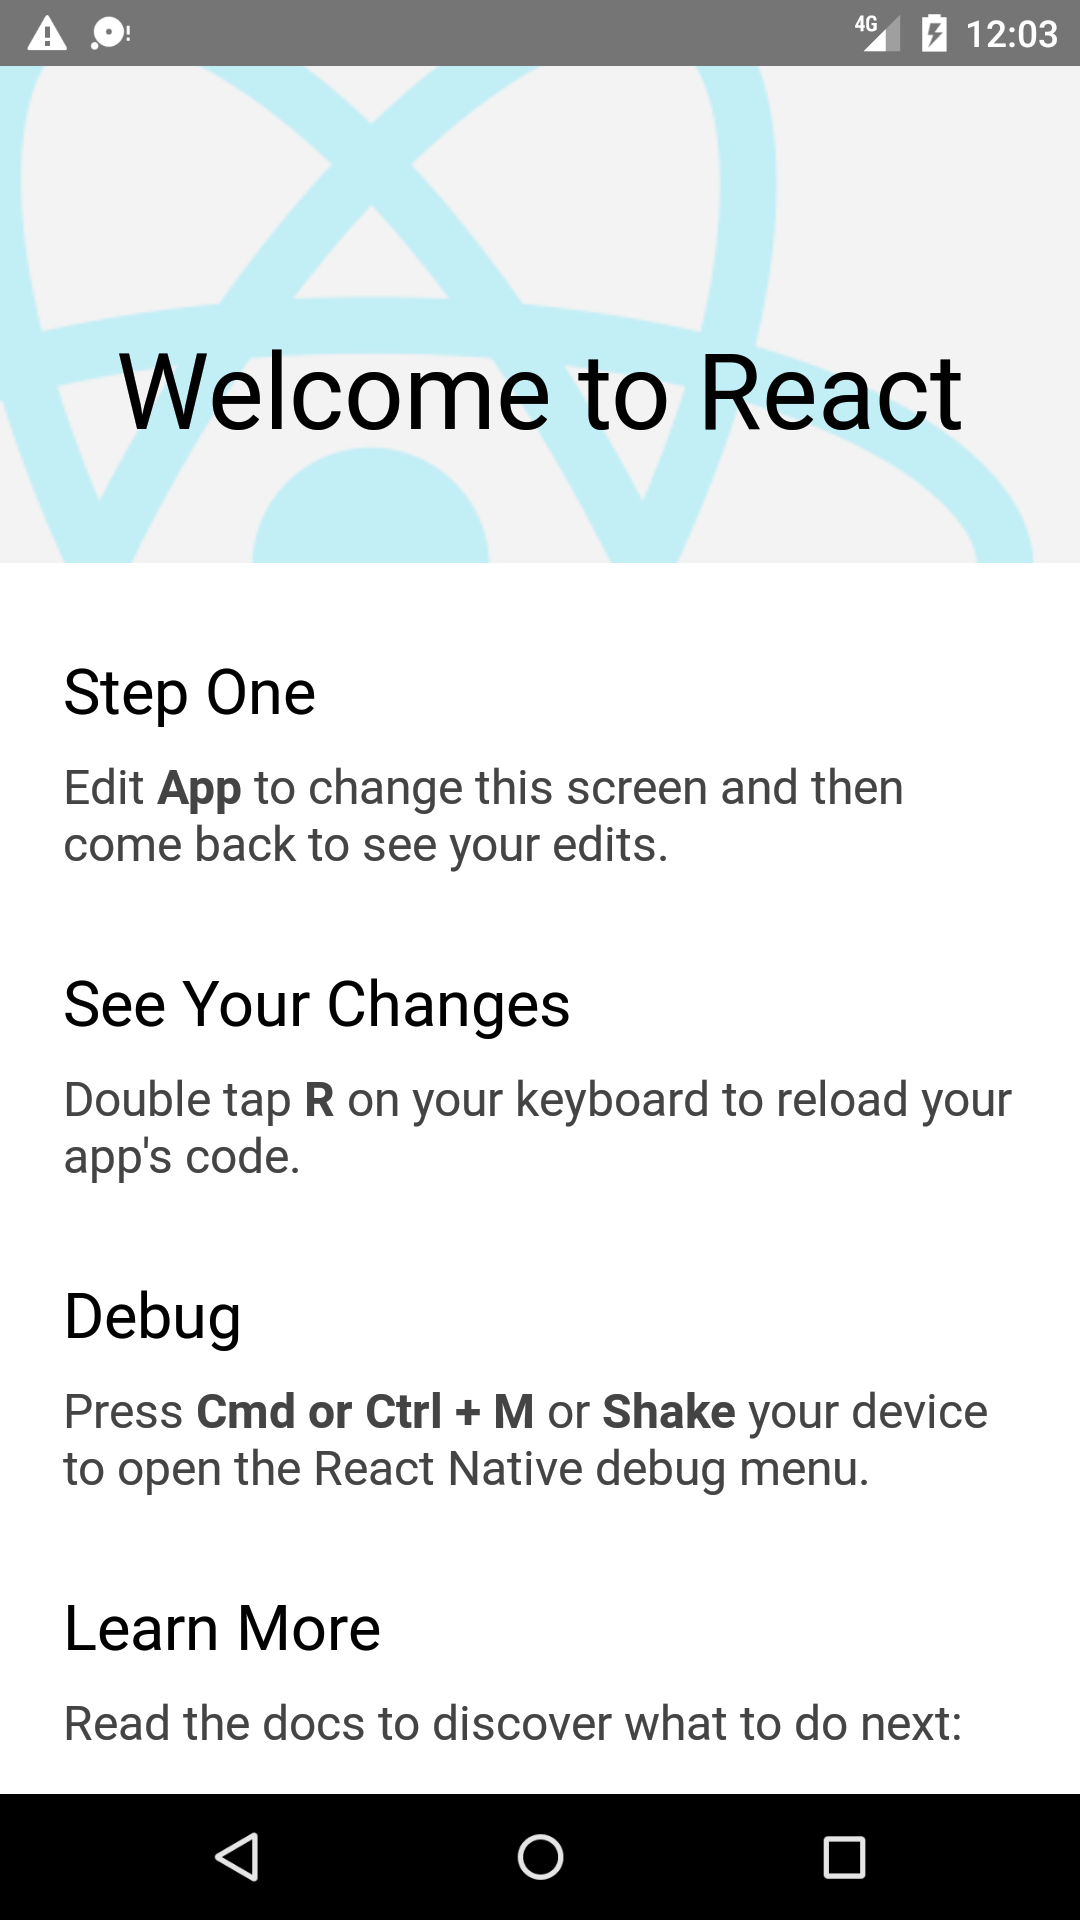 4G 12:03
Welcome to React
Step One
Edit App to change this screen and then
come back to see your edits.
See Your Changes
Double tap R on your keyboard to reload your
app's code.
Debug
Press Cmd or Ctrl + M or Shake your device
to open the React Native debug menu.
Learn More
Read the docs to discover what to do next: